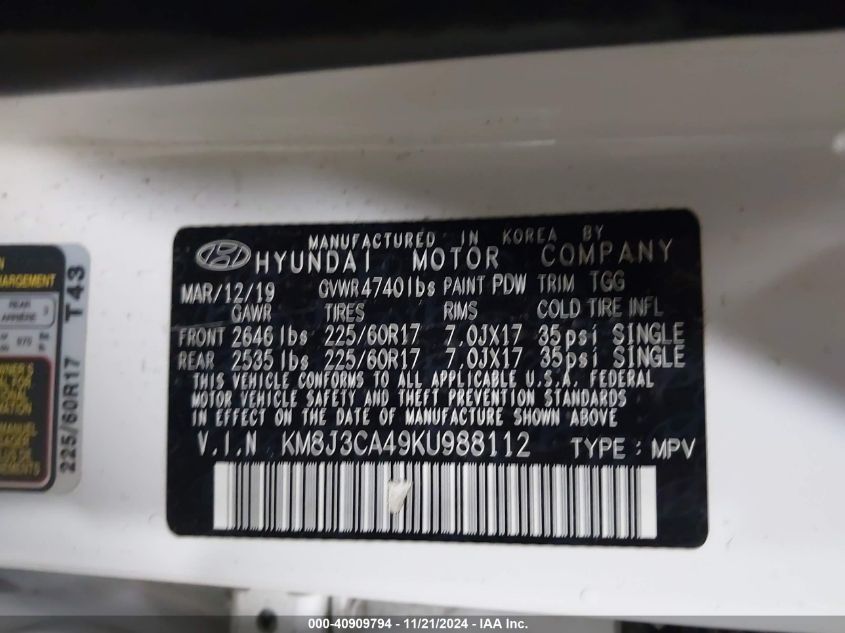 MANUFACTURED IN KOREA BY
HYUNDAI MOTOR COMPANY
MAR/12/19 GVWR4740lbs PAINT PDW TRIM TGG
GAWR TIRES RIMS COLD TIRE INFL
FRONT 2646lbs 225/60R17 7.0JX17 35psi SINGLE
REAR 2535lbs 225/60R17 7.0JX17 35psi SINGLE
THIS VEHICLE CONFORMS TO ALL APPLICABLE U.S.A. FEDERAL
MOTOR VEHICLE SAFETY AND THEFT PREVENTION STANDARDS
IN EFFECT ON THE DATE OF MANUFACTURE SHOWN ABOVE.
V.I.N KM8J3CA49KU988112 TYPE : MPV
REAR
ARRIÈRE
225/60R17 T43
000-40909794 - 11/21/2024 - IAA Inc.